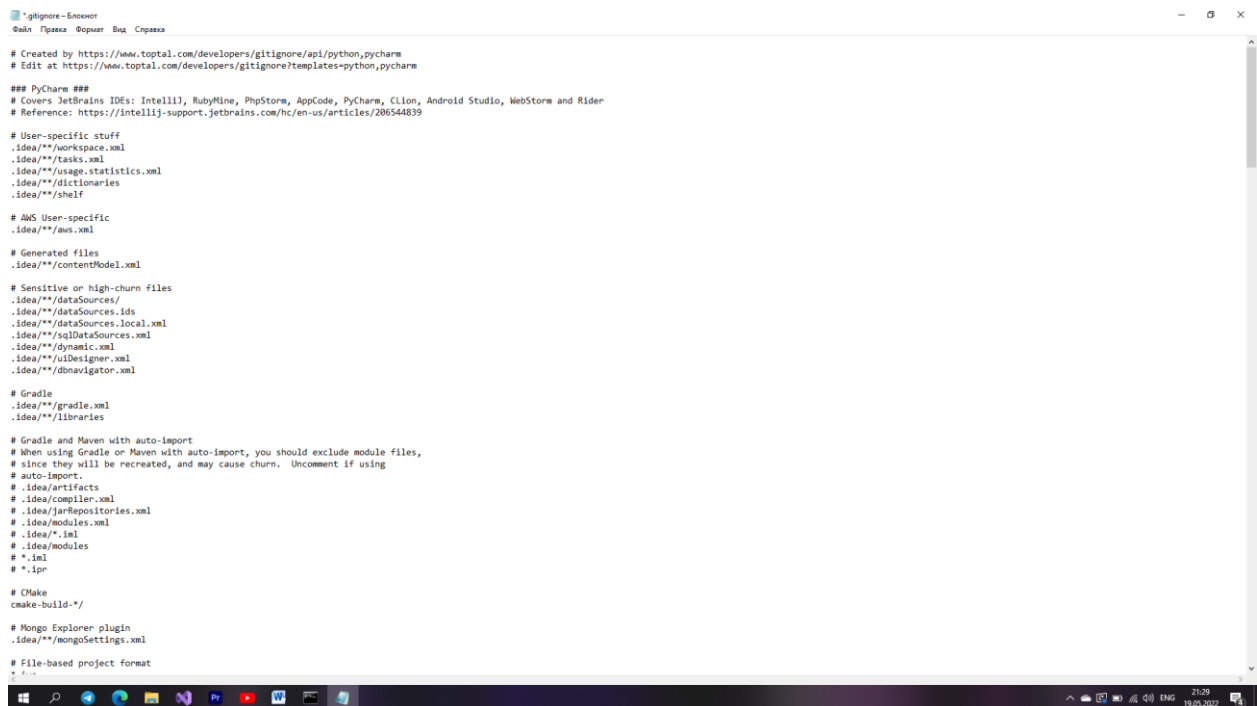 *.gitignore – Блокнот
Файл Правка Формат Вид Справка
# Created by https://www.toptal.com/developers/gitignore/api/python,pycharm
# Edit at https://www.toptal.com/developers/gitignore?templates=python,pycharm
### PyCharm ###
# Covers JetBrains IDEs: IntelliJ, RubyMine, PhpStorm, AppCode, PyCharm, CLion, Android Studio, WebStorm and Rider
# Reference: https://intellij-support.jetbrains.com/hc/en-us/articles/206544839
# User-specific stuff
.idea/**/workspace.xml
.idea/**/tasks.xml
.idea/**/usage.statistics.xml
.idea/**/dictionaries
.idea/**/shelf
# AWS User-specific
.idea/**/aws.xml
# Generated files
.idea/**/contentModel.xml
# Sensitive or high-churn files
.idea/**/dataSources/
.idea/**/dataSources.ids
.idea/**/dataSources.local.xml
.idea/**/sqlDataSources.xml
.idea/**/dynamic.xml
.idea/**/uiDesigner.xml
.idea/**/dbnavigator.xml
# Gradle
.idea/**/gradle.xml
.idea/**/libraries
# Gradle and Maven with auto-import
# When using Gradle or Maven with auto-import, you should exclude module files,
# since they will be recreated, and may cause churn.  Uncomment if using
# auto-import.
# .idea/artifacts
# .idea/compiler.xml
# .idea/jarRepositories.xml
# .idea/modules.xml
# .idea/*.iml
# .idea/modules
# *.iml
# *.ipr
# CMake
cmake-build-*/
# Mongo Explorer plugin
.idea/**/mongoSettings.xml
# File-based project format
Pr W ENG 21:29
19.05.2022 4